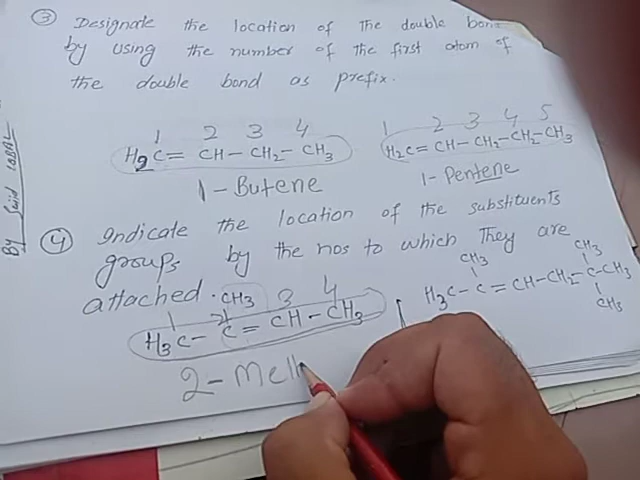 ③ Designate the location of the double bon
by using the number of the first atom of
the double bond as prefix.
1 2 3 4
H2C = CH - CH2 - CH3
1 - Butene
1 2 3 4 5
H2C = CH - CH2 - CH2 - CH3
1 - Pentene
④ Indicate the location of the substituents
groups by the nos to which They are
attached.
CH3
1 2 3 4
H3C - C = CH - CH3
2 - Meth
CH3 CH3
H3C - C = CH - CH2 - C - CH3
CH3
By Said